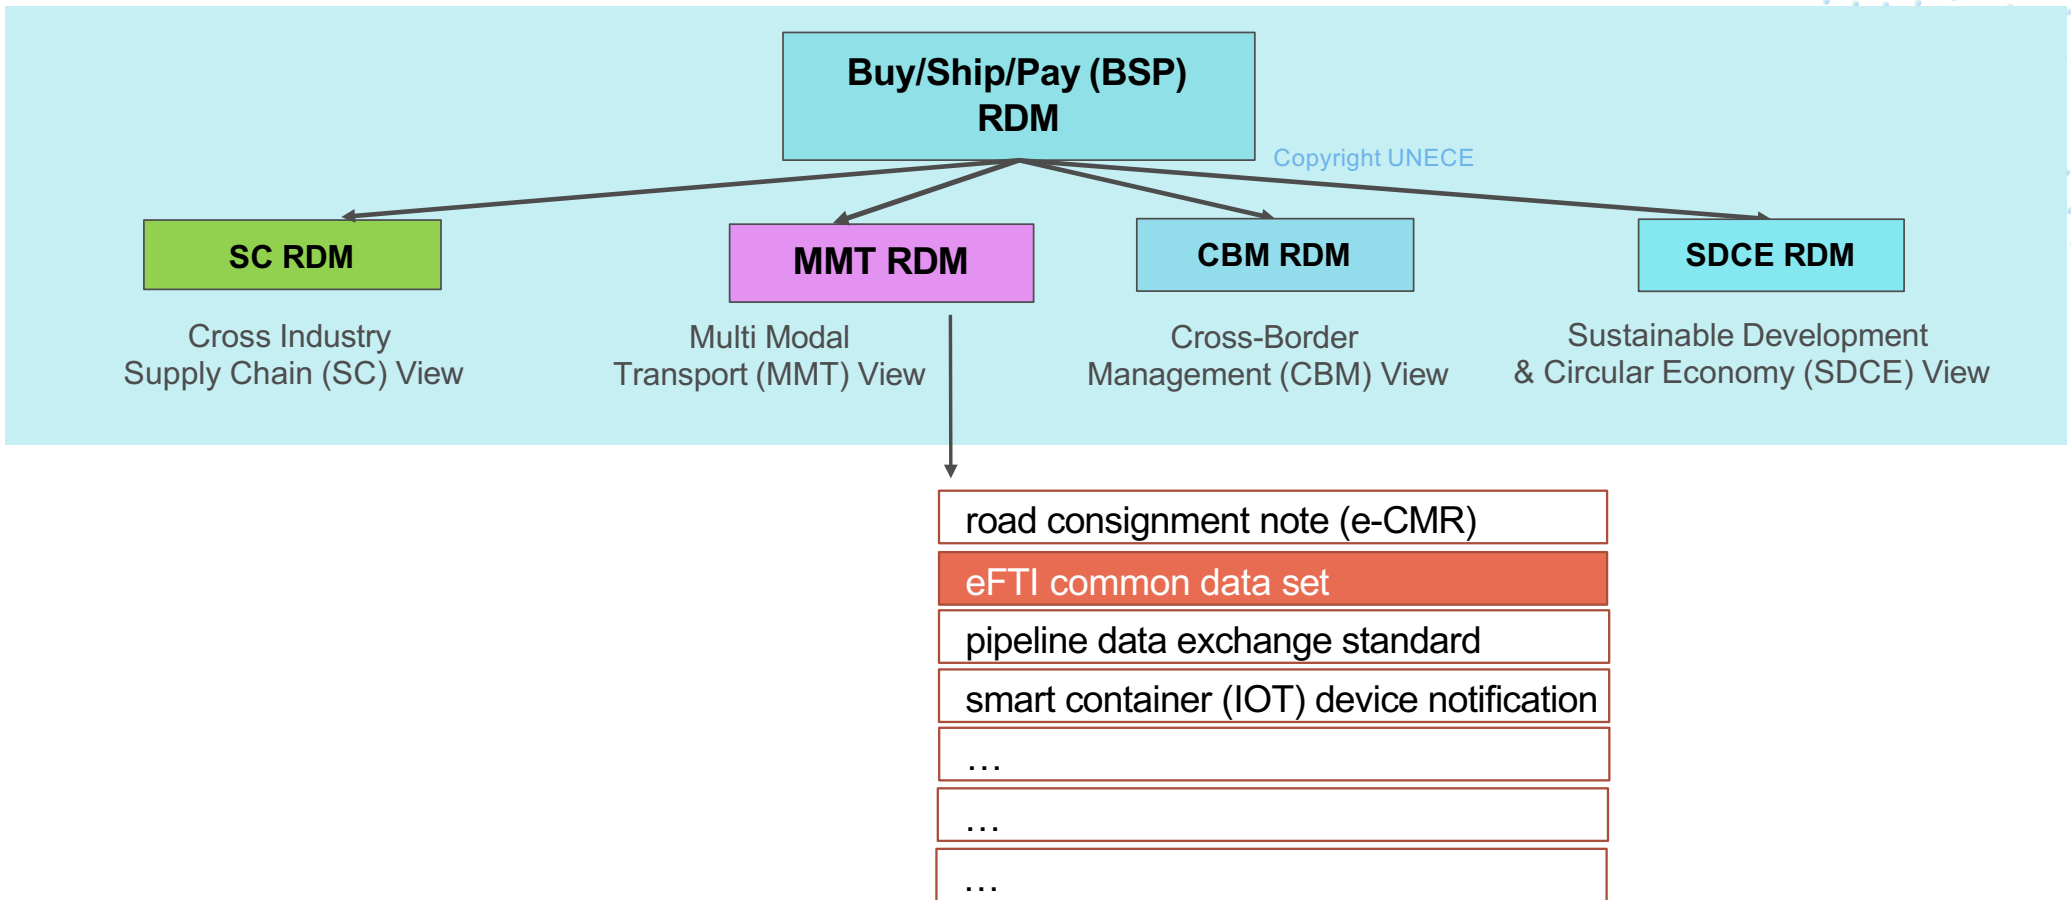 Buy/Ship/Pay (BSP)
RDM
Copyright UNECE
SC RDM
MMT RDM
CBM RDM
SDCE RDM
Cross Industry
Supply Chain (SC) View
Multi Modal
Transport (MMT) View
Cross-Border
Management (CBM) View
Sustainable Development
& Circular Economy (SDCE) View
road consignment note (e-CMR)
eFTI common data set
pipeline data exchange standard
smart container (IOT) device notification
…
…
…